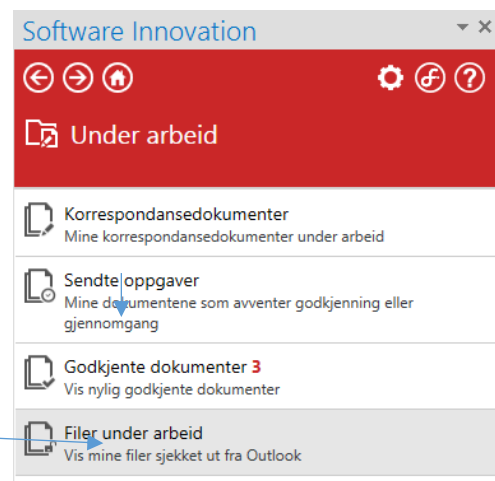 Software Innovation
Under arbeid
Korrespondansedokumenter
Mine korrespondansedokumenter under arbeid
Sendte oppgaver
Mine dokumentene som avventer godkjenning eller
gjennomgang
Godkjente dokumenter 3
Vis nylig godkjente dokumenter
Filer under arbeid
Vis mine filer sjekket ut fra Outlook